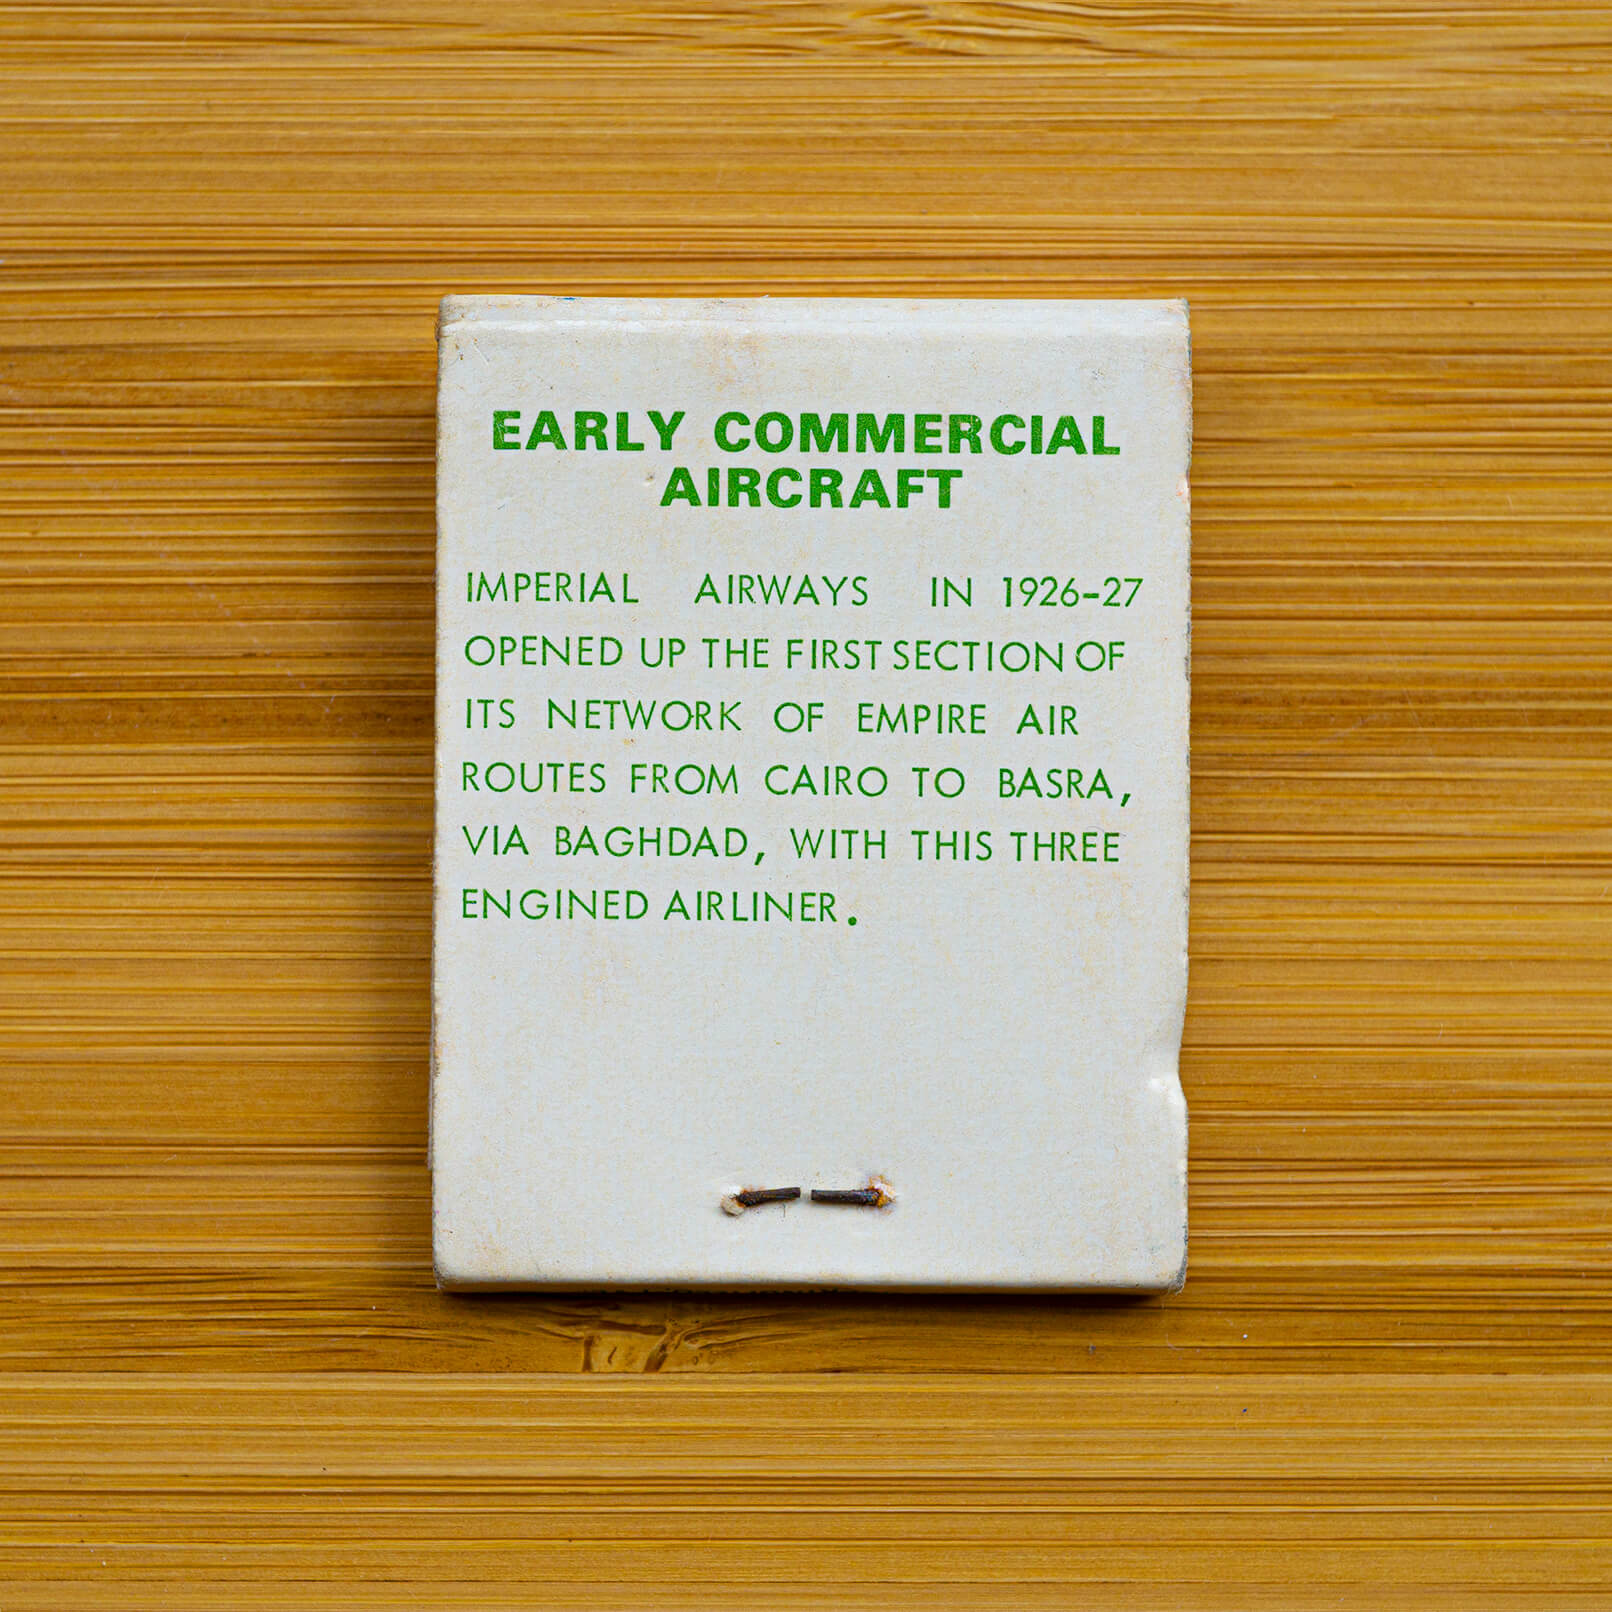 EARLY COMMERCIAL
AIRCRAFT
IMPERIAL AIRWAYS IN 1926-27
OPENED UP THE FIRST SECTION OF
ITS NETWORK OF EMPIRE AIR
ROUTES FROM CAIRO TO BASRA,
VIA BAGHDAD, WITH THIS THREE
ENGINED AIRLINER.